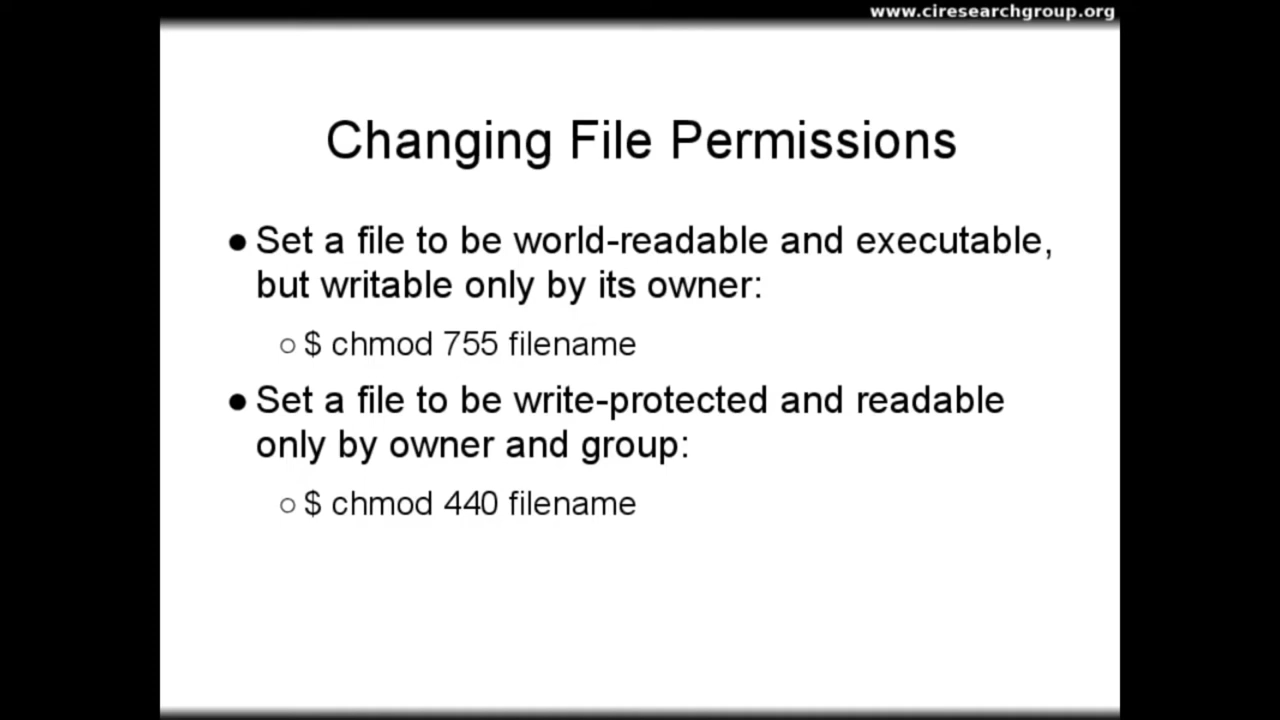 www.ciresearchgroup.org
Changing File Permissions
● Set a file to be world-readable and executable,
but writable only by its owner:
○ $ chmod 755 filename
● Set a file to be write-protected and readable
only by owner and group:
○ $ chmod 440 filename